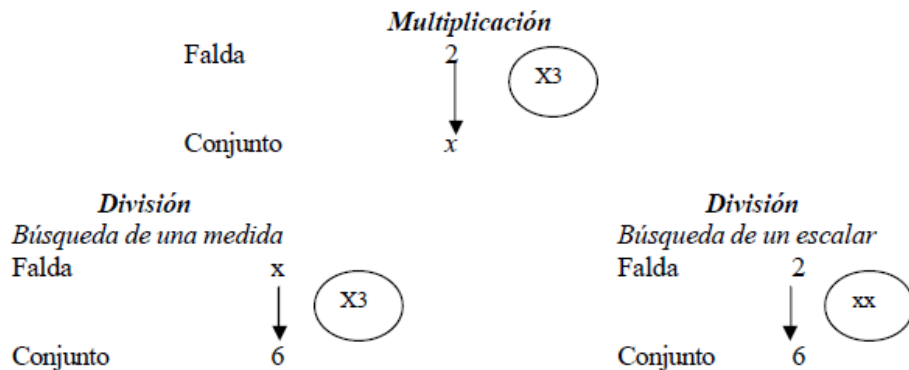 Multiplicación
Falda 2 X3
Conjunto x
División
Búsqueda de una medida
Falda x
X3
Conjunto 6
División
Búsqueda de un escalar
Falda 2
xx
Conjunto 6